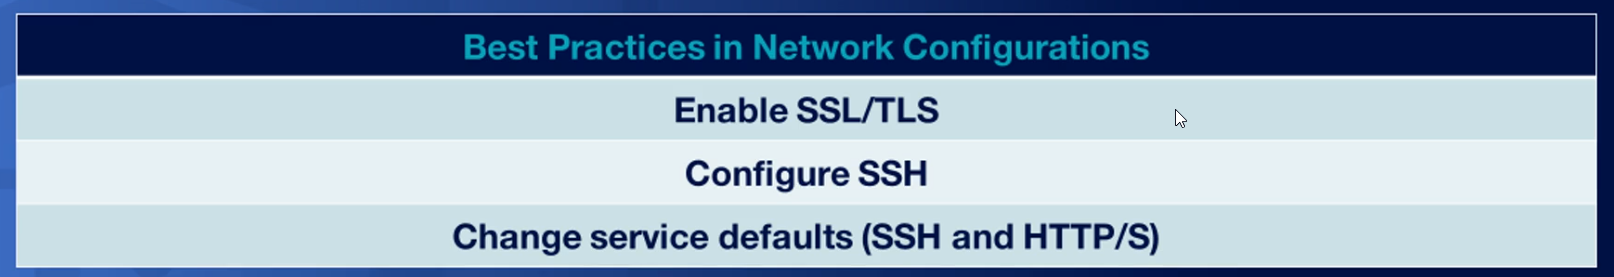 Best Practices in Network Configurations
Enable SSL/TLS
Configure SSH
Change service defaults (SSH and HTTP/S)